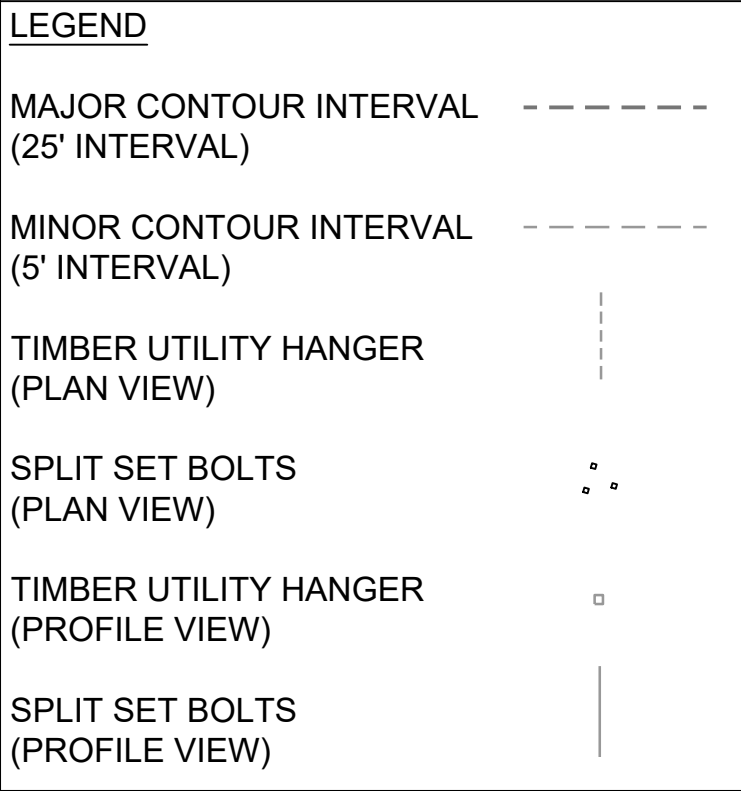 LEGEND
MAJOR CONTOUR INTERVAL
(25' INTERVAL)
MINOR CONTOUR INTERVAL
(5' INTERVAL)
TIMBER UTILITY HANGER
(PLAN VIEW)
SPLIT SET BOLTS
(PLAN VIEW)
TIMBER UTILITY HANGER
(PROFILE VIEW)
SPLIT SET BOLTS
(PROFILE VIEW)